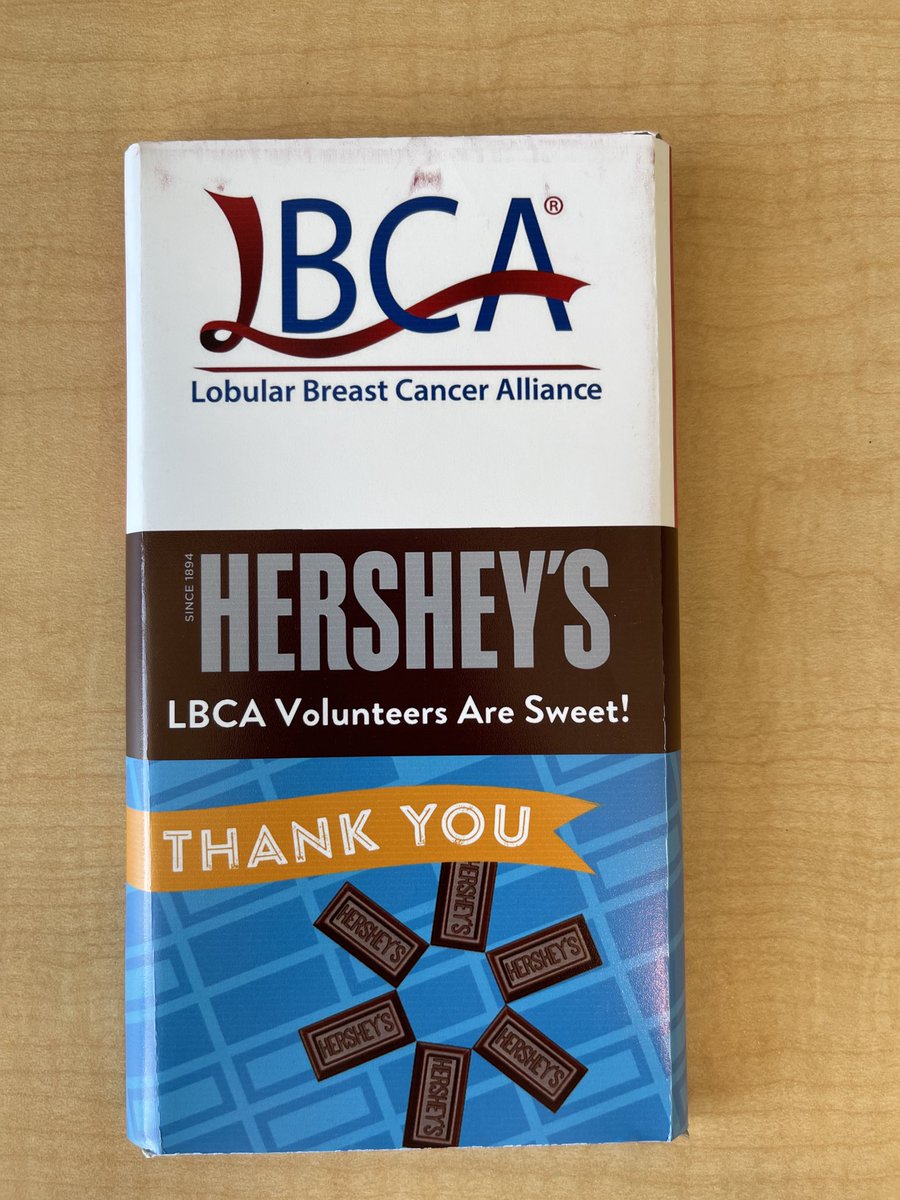 LBCA®
Lobular Breast Cancer Alliance
SINCE 1894
HERSHEY'S
LBCA Volunteers Are Sweet!
THANK YOU
HERSHEY'S
HERSHEY'S
HERSHEY'S
HERSHEY'S
HERSHEY'S
HERSHEY'S